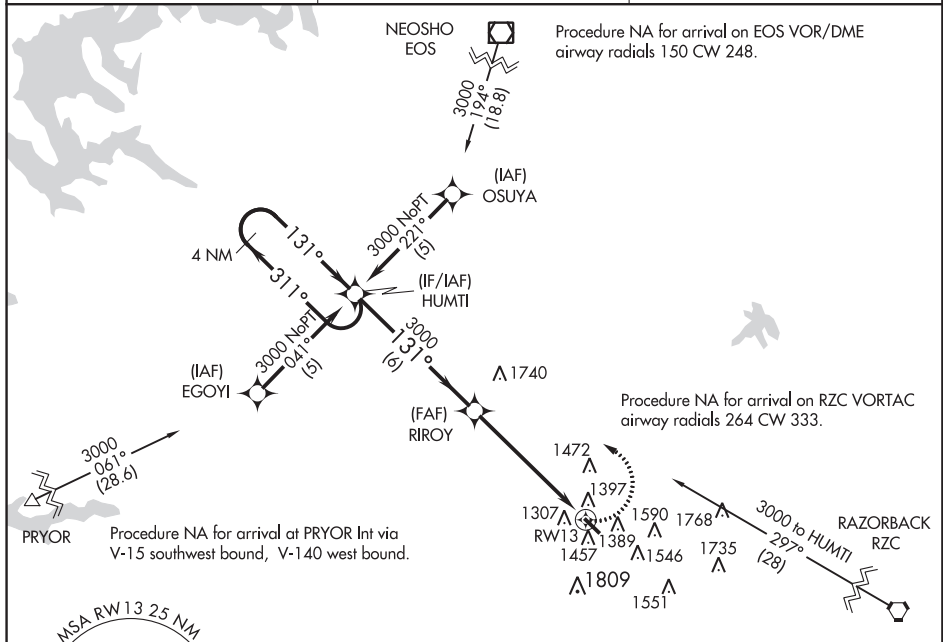 NEOSHO
EOS
Procedure NA for arrival on EOS VOR/DME
airway radials 150 CW 248.
3000
194°
(18.8)
(IAF)
OSUYA
3000 NoPT
221°
(5)
4 NM
131°
311°
(IF/IAF)
HUMTI
3000 NoPT
041°
(5)
3000
131°
(6)
(IAF)
EGOYI
1740
(FAF)
RIROY
Procedure NA for arrival on RZC VORTAC
airway radials 264 CW 333.
3000
061°
(28.6)
PRYOR
Procedure NA for arrival at PRYOR Int via
V-15 southwest bound, V-140 west bound.
1472
1397
1307
RW13
1389
1590
1768
1457
1546
1735
1809
1551
3000 to HUMTI
297°
(28)
RAZORBACK
RZC
MSA RW13 25 NM